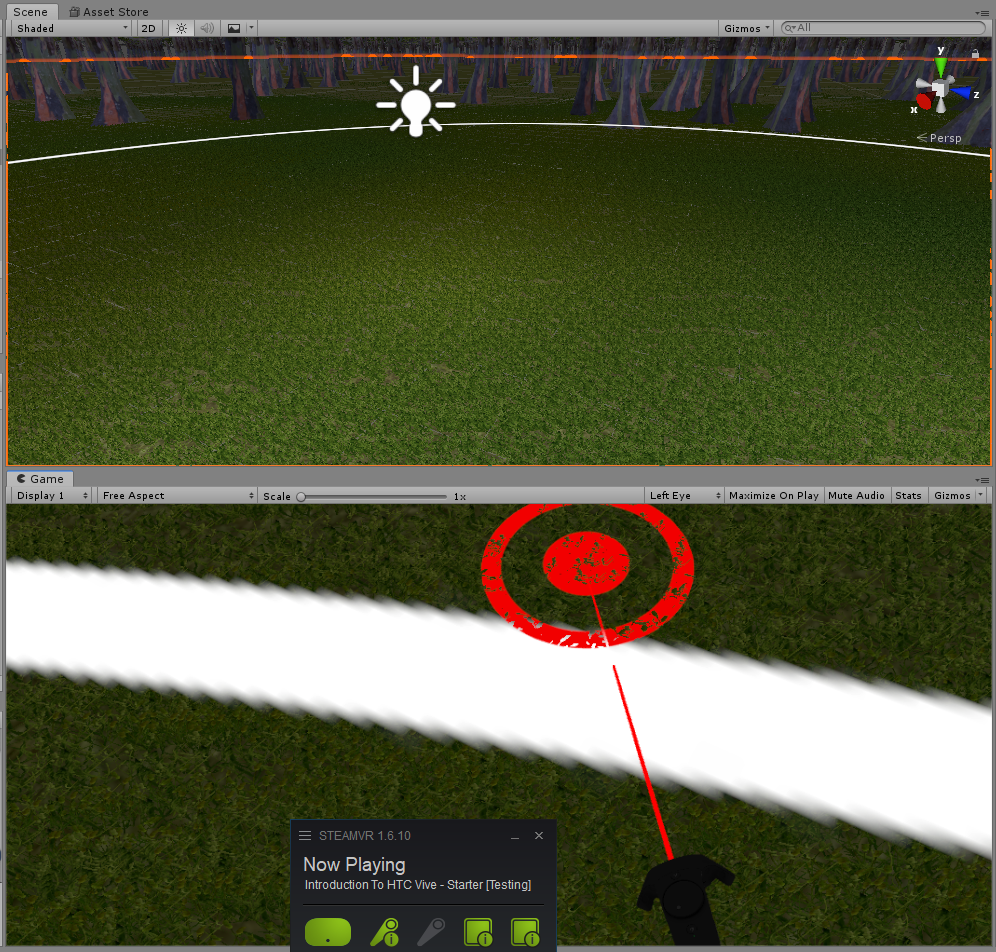 Scene Asset Store
Shaded 2D Gizmos All
y
z
x
Persp
Game
Display 1 Free Aspect Scale 1x Left Eye Maximize On Play Mute Audio Stats Gizmos
STEAMVR 1.6.10
Now Playing
Introduction To HTC Vive - Starter [Testing]